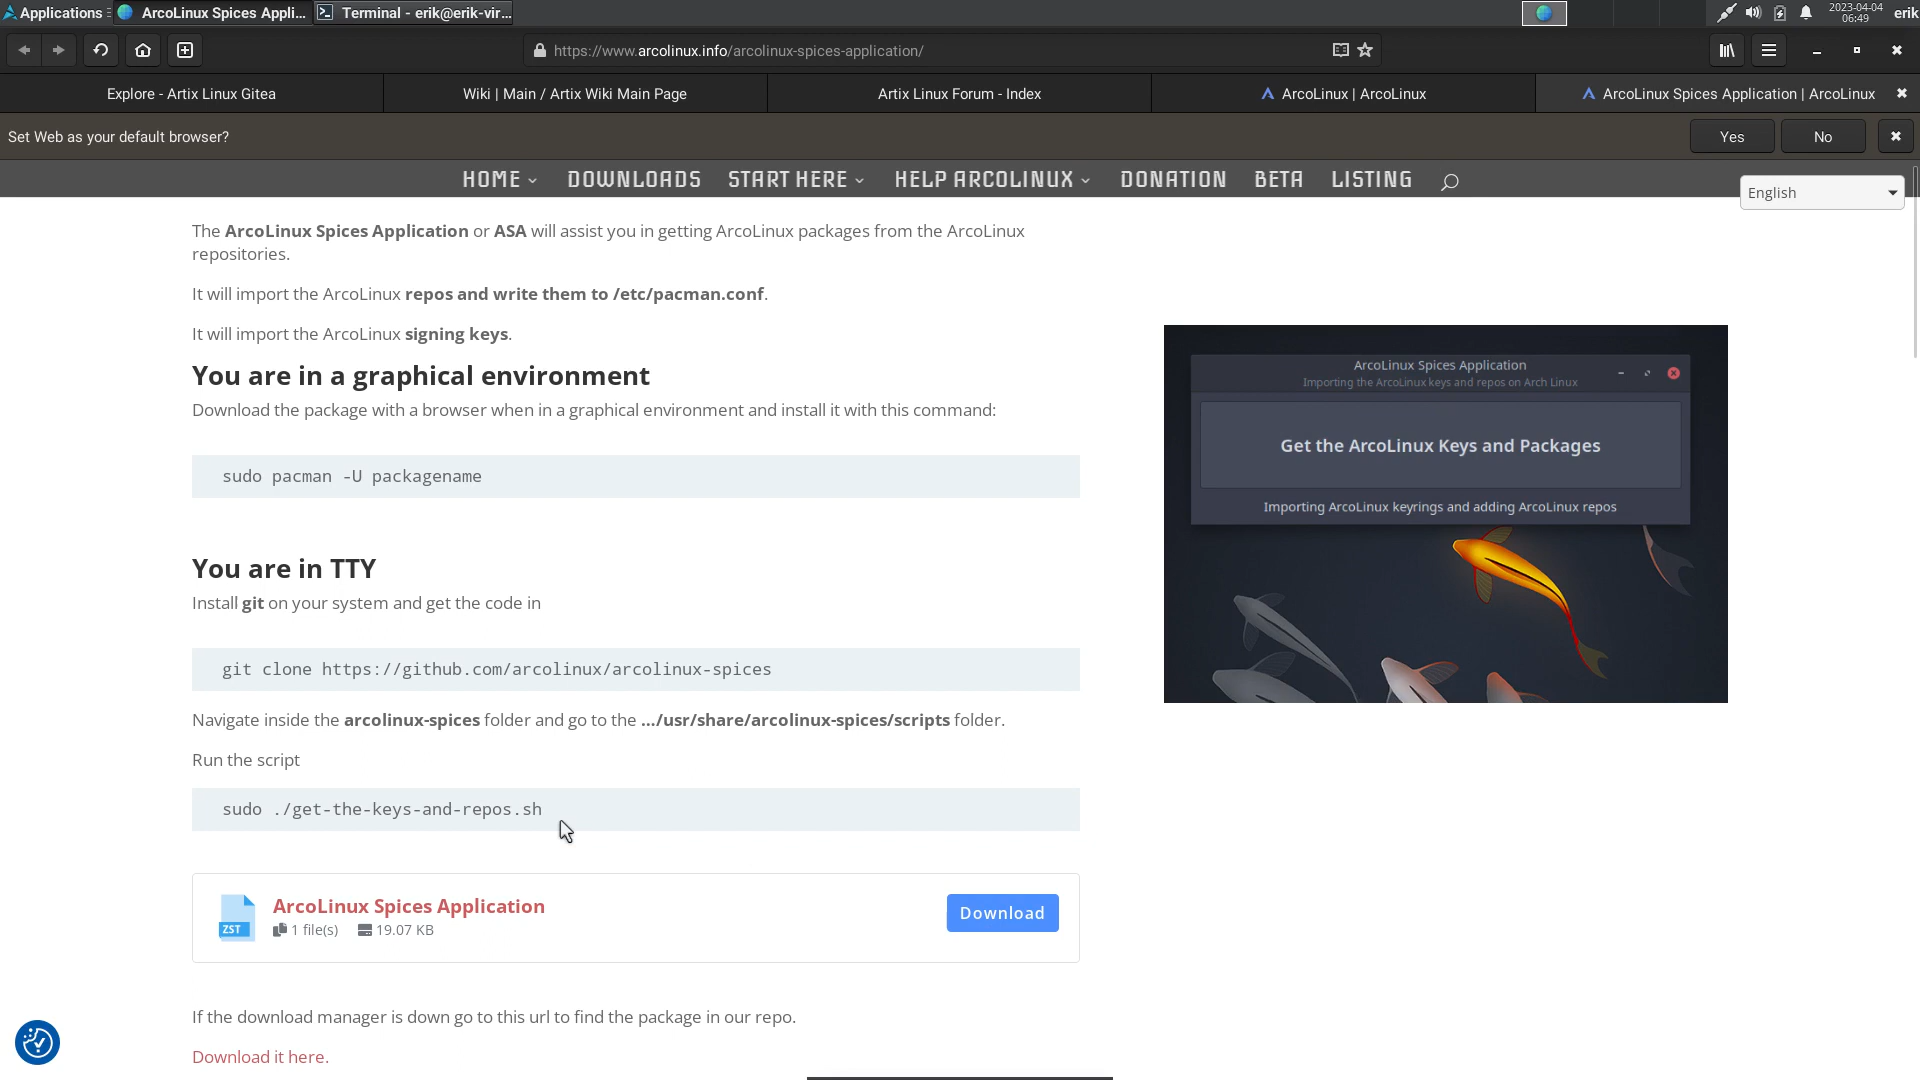 Applications
ArcoLinux Spices Appli...
Terminal - erik@erik-vir...
2023-04-04
06:49
erik
https://www.arcolinux.info/arcolinux-spices-application/
Explore - Artix Linux Gitea
Wiki | Main / Artix Wiki Main Page
Artix Linux Forum - Index
ArcoLinux | ArcoLinux
ArcoLinux Spices Application | ArcoLinux
Set Web as your default browser?
Yes
No
HOME
DOWNLOADS
START HERE
HELP ARCOLINUX
DONATION
BETA
LISTING
English
The ArcoLinux Spices Application or ASA will assist you in getting ArcoLinux packages from the ArcoLinux
repositories.
It will import the ArcoLinux repos and write them to /etc/pacman.conf.
It will import the ArcoLinux signing keys.
You are in a graphical environment
Download the package with a browser when in a graphical environment and install it with this command:
sudo pacman -U packagename
You are in TTY
Install git on your system and get the code in
git clone https://github.com/arcolinux/arcolinux-spices
Navigate inside the arcolinux-spices folder and go to the .../usr/share/arcolinux-spices/scripts folder.
Run the script
sudo ./get-the-keys-and-repos.sh
ZST
ArcoLinux Spices Application
1 file(s)
19.07 KB
Download
If the download manager is down go to this url to find the package in our repo.
Download it here.
ArcoLinux Spices Application
Importing the ArcoLinux keys and repos on Arch Linux
Get the ArcoLinux Keys and Packages
Importing ArcoLinux keyrings and adding ArcoLinux repos